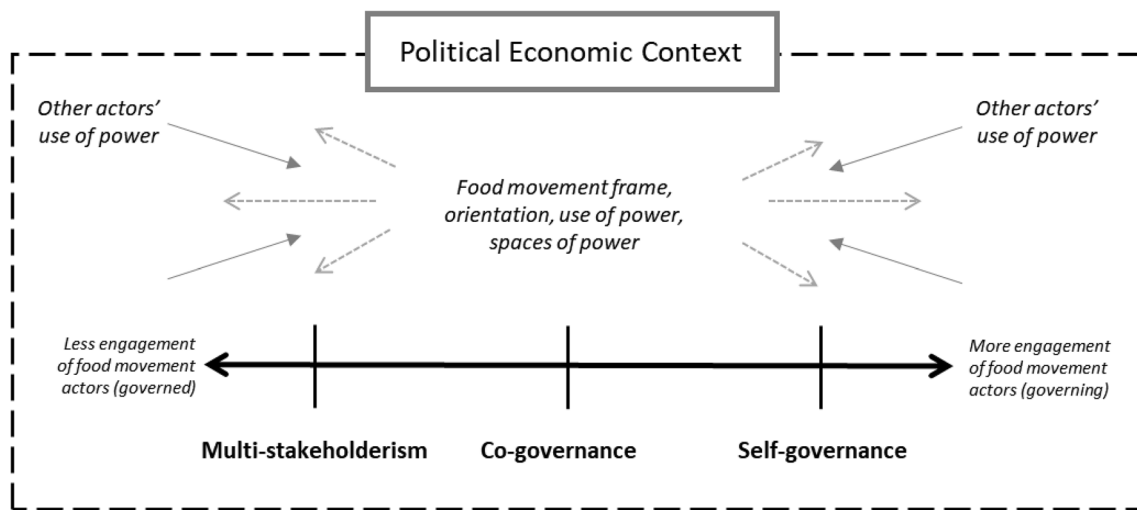 Political Economic Context
Other actors’
use of power
Other actors’
use of power
Food movement frame,
orientation, use of power,
spaces of power
Less engagement
of food movement
actors (governed)
More engagement
of food movement
actors (governing)
Multi-stakeholderism
Co-governance
Self-governance